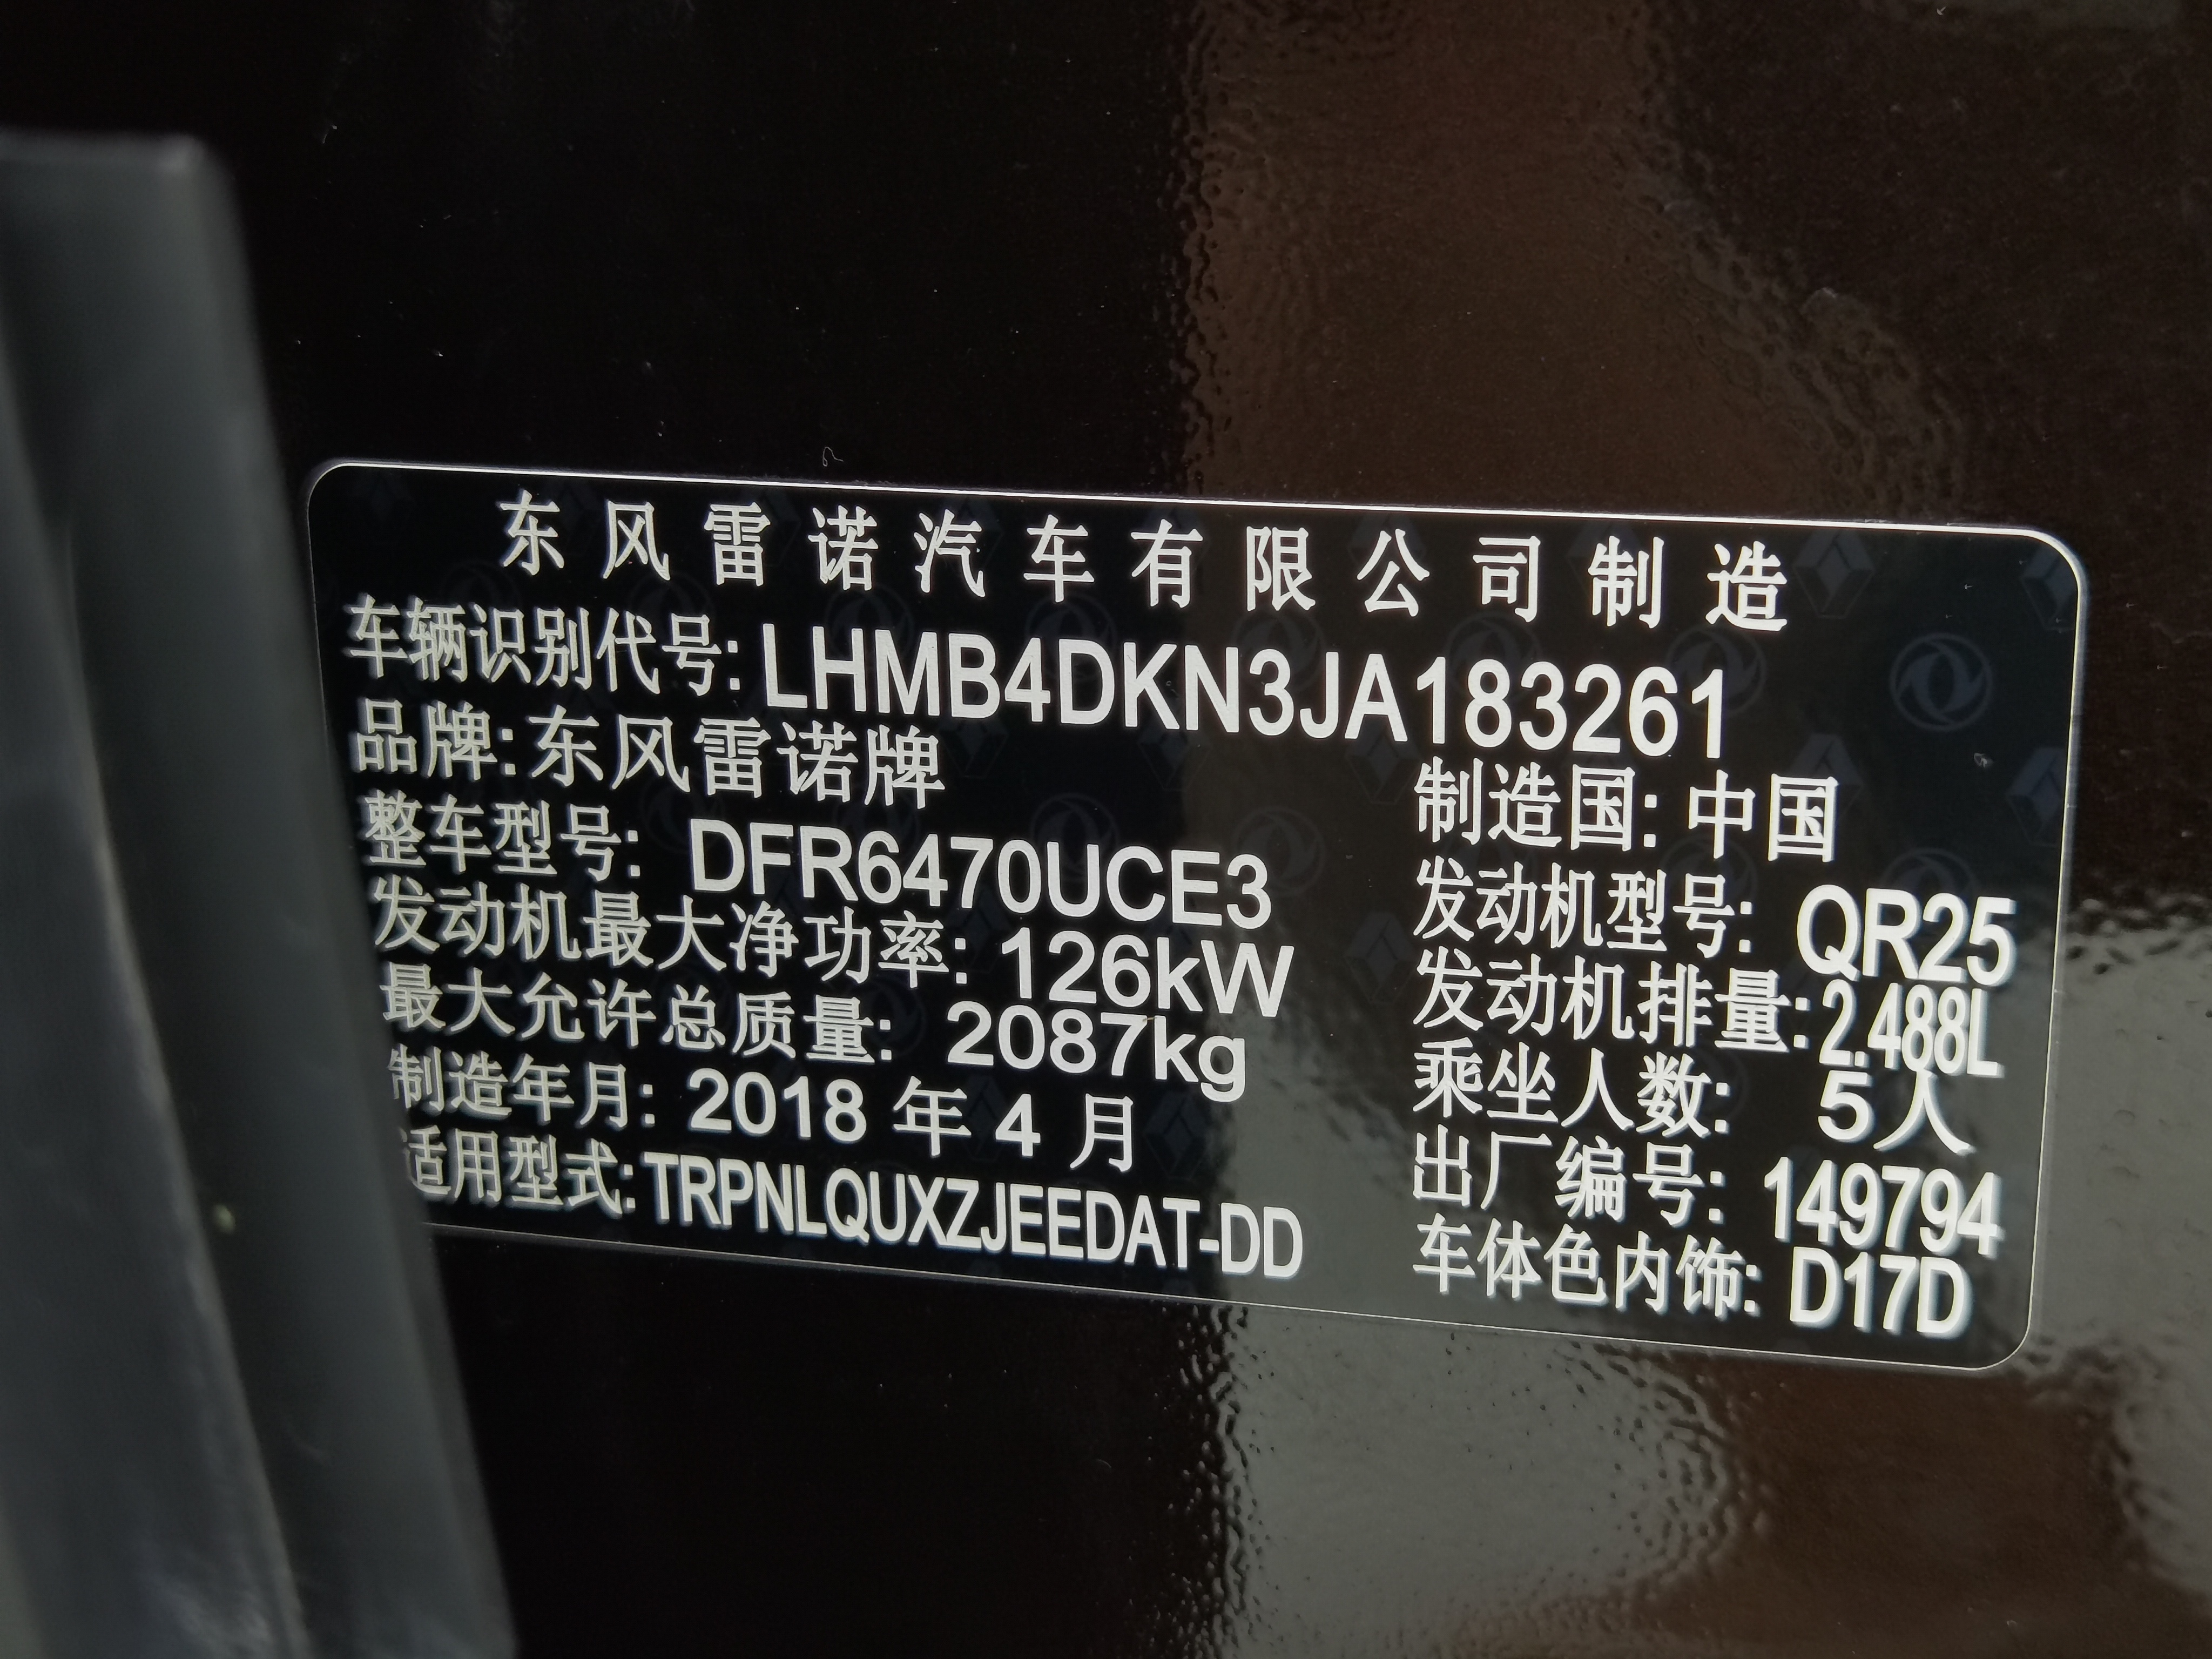 东风雷诺汽车有限公司制造
车辆识别代号:LHMB4DKN3JA183261
品牌:东风雷诺牌 制造国:中国
整车型号:DFR6470UCE3 发动机型号:QR25
发动机最大净功率:126kW 发动机排量:2.488L
最大允许总质量:2087kg 乘坐人数:5人
制造年月:2018年4月 出厂编号:149794
适用型式:TRPNLQUXZJEEDAT-DD 车体色内饰:D17D